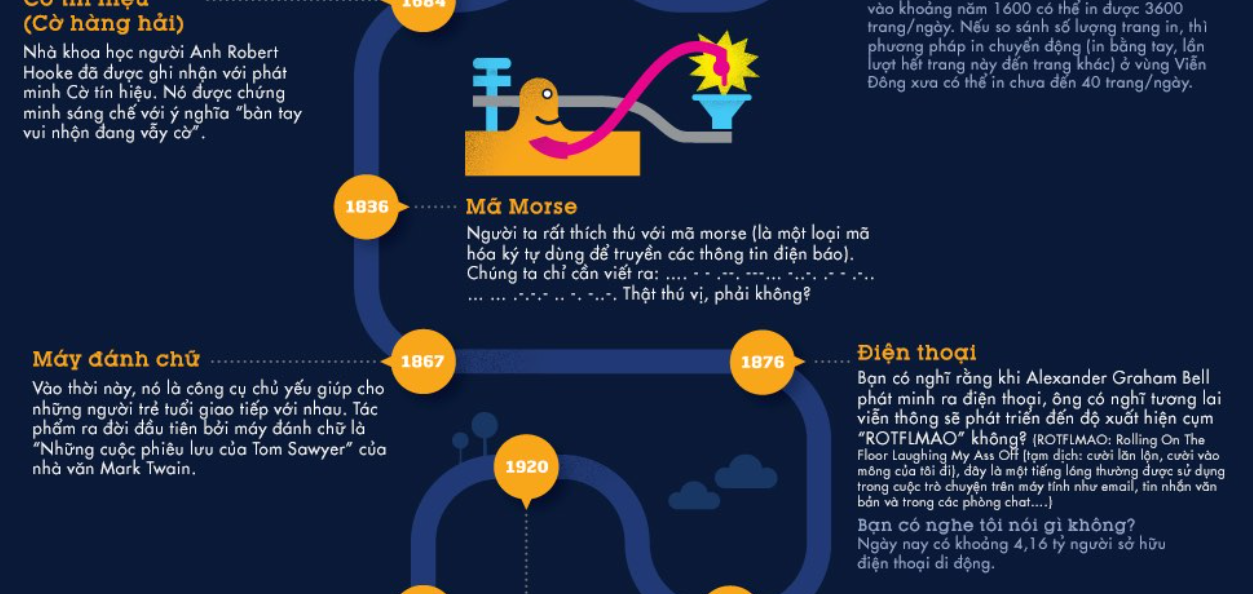 Cờ tín hiệu
(Cờ hàng hải)
Nhà khoa học người Anh Robert
Hooke đã được ghi nhận với phát
minh Cờ tín hiệu. Nó được chứng
minh sáng chế với ý nghĩa “bàn tay
vui nhộn đang vẫy cờ”.
1684
vào khoảng năm 1600 có thể in được 3600
trang/ngày. Nếu so sánh số lượng trang in, thì
phương pháp in chuyển động (in bằng tay, lần
lượt hết trang này đến trang khác) ở vùng Viễn
Đông xưa có thể in chưa đến 40 trang/ngày.
1836
Mã Morse
Người ta rất thích thú với mã morse (là một loại mã
hóa ký tự dùng để truyền các thông tin điện báo).
Chúng ta chỉ cần viết ra: .... - - .--. ---... -..-. .- - .-..
... ... .-.-.- .. -. -..-. Thật thú vị, phải không?
Máy đánh chữ
1867
Vào thời này, nó là công cụ chủ yếu giúp cho
những người trẻ tuổi giao tiếp với nhau. Tác
phẩm ra đời đầu tiên bởi máy đánh chữ là
“Những cuộc phiêu lưu của Tom Sawyer” của
nhà văn Mark Twain.
1876
Điện thoại
Bạn có nghĩ rằng khi Alexander Graham Bell
phát minh ra điện thoại, ông có nghĩ tương lai
viễn thông sẽ phát triển đến độ xuất hiện cụm
“ROTFLMAO” không? (ROTFLMAO: Rolling On The
Floor Laughing My Ass Off [tạm dịch: cười lăn lộn, cười vào
mông của tôi đi], đây là một tiếng lóng thường được sử dụng
trong cuộc trò chuyện trên máy tính như email, tin nhắn văn
bản và trong các phòng chat....)
Bạn có nghe tôi nói gì không?
Ngày nay có khoảng 4,16 tỷ người sở hữu
điện thoại di động.
1920